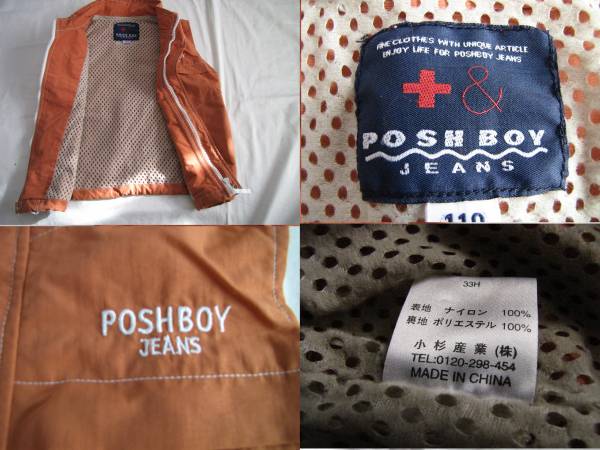 FINE CLOTHES WITH UNIQUE ARTICLE
ENJOY LIFE FOR POSHBOY JEANS
+ &
POSH BOY
JEANS
110
POSHBOY
JEANS
33H
表地 ナイロン 100%
裏地 ポリエステル 100%
小杉産業(株)
TEL:0120-298-454
MADE IN CHINA